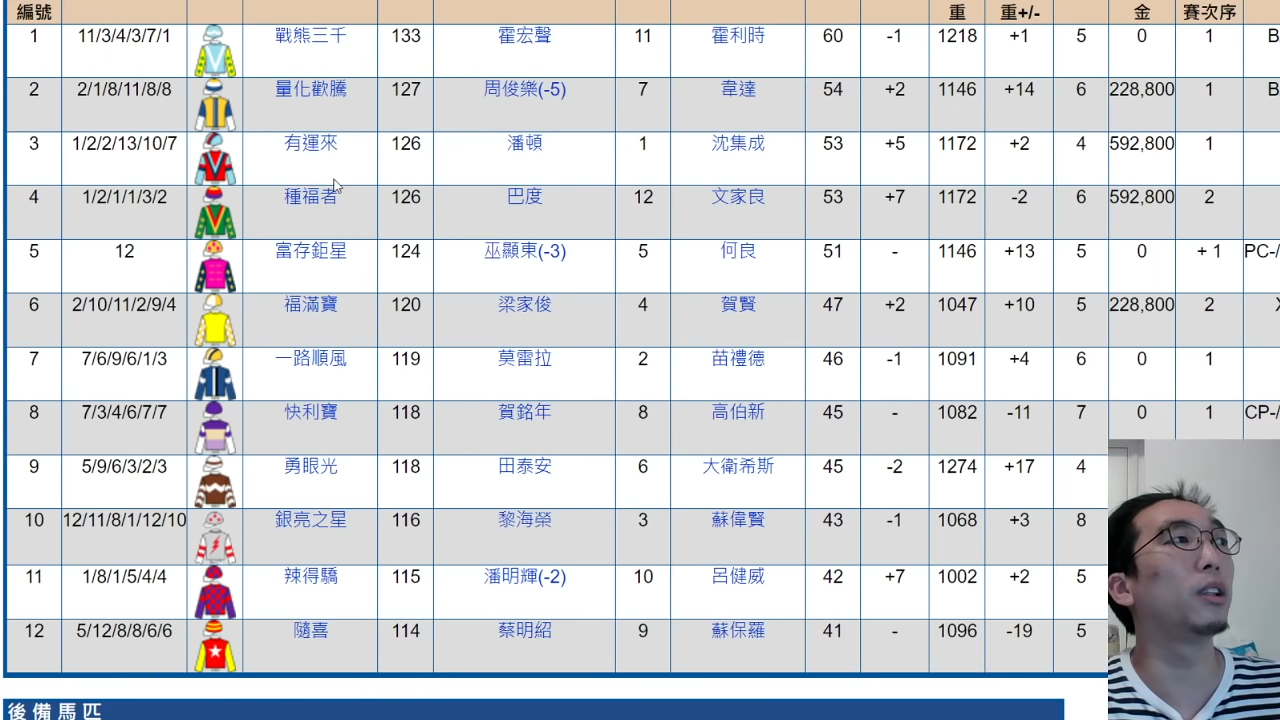 編號 重 重+/- 金 賽次序
1 11/3/4/3/7/1 戰熊三千 133 霍宏聲 11 霍利時 60 -1 1218 +1 5 0 1 B
2 2/1/8/11/8/8 量化歡騰 127 周俊樂(-5) 7 韋達 54 +2 1146 +14 6 228,800 1 B
3 1/2/2/13/10/7 有運來 126 潘頓 1 沈集成 53 +5 1172 +2 4 592,800 1
4 1/2/1/1/3/2 種福者 126 巴度 12 文家良 53 +7 1172 -2 6 592,800 2
5 12 富存鉅星 124 巫顯東(-3) 5 何良 51 - 1146 +13 5 0 + 1 PC-/
6 2/10/11/2/9/4 福滿寶 120 梁家俊 4 賀賢 47 +2 1047 +10 5 228,800 2
7 7/6/9/6/1/3 一路順風 119 莫雷拉 2 苗禮德 46 -1 1091 +4 6 0 1
8 7/3/4/6/7/7 快利寶 118 賀銘年 8 高伯新 45 - 1082 -11 7 0 1 CP-/
9 5/9/6/3/2/3 勇眼光 118 田泰安 6 大衛希斯 45 -2 1274 +17 4
10 12/11/8/1/12/10 銀亮之星 116 黎海榮 3 蘇偉賢 43 -1 1068 +3 8
11 1/8/1/5/4/4 辣得驕 115 潘明輝(-2) 10 呂健威 42 +7 1002 +2 5
12 5/12/8/8/6/6 隨喜 114 蔡明紹 9 蘇保羅 41 - 1096 -19 5
後備馬匹